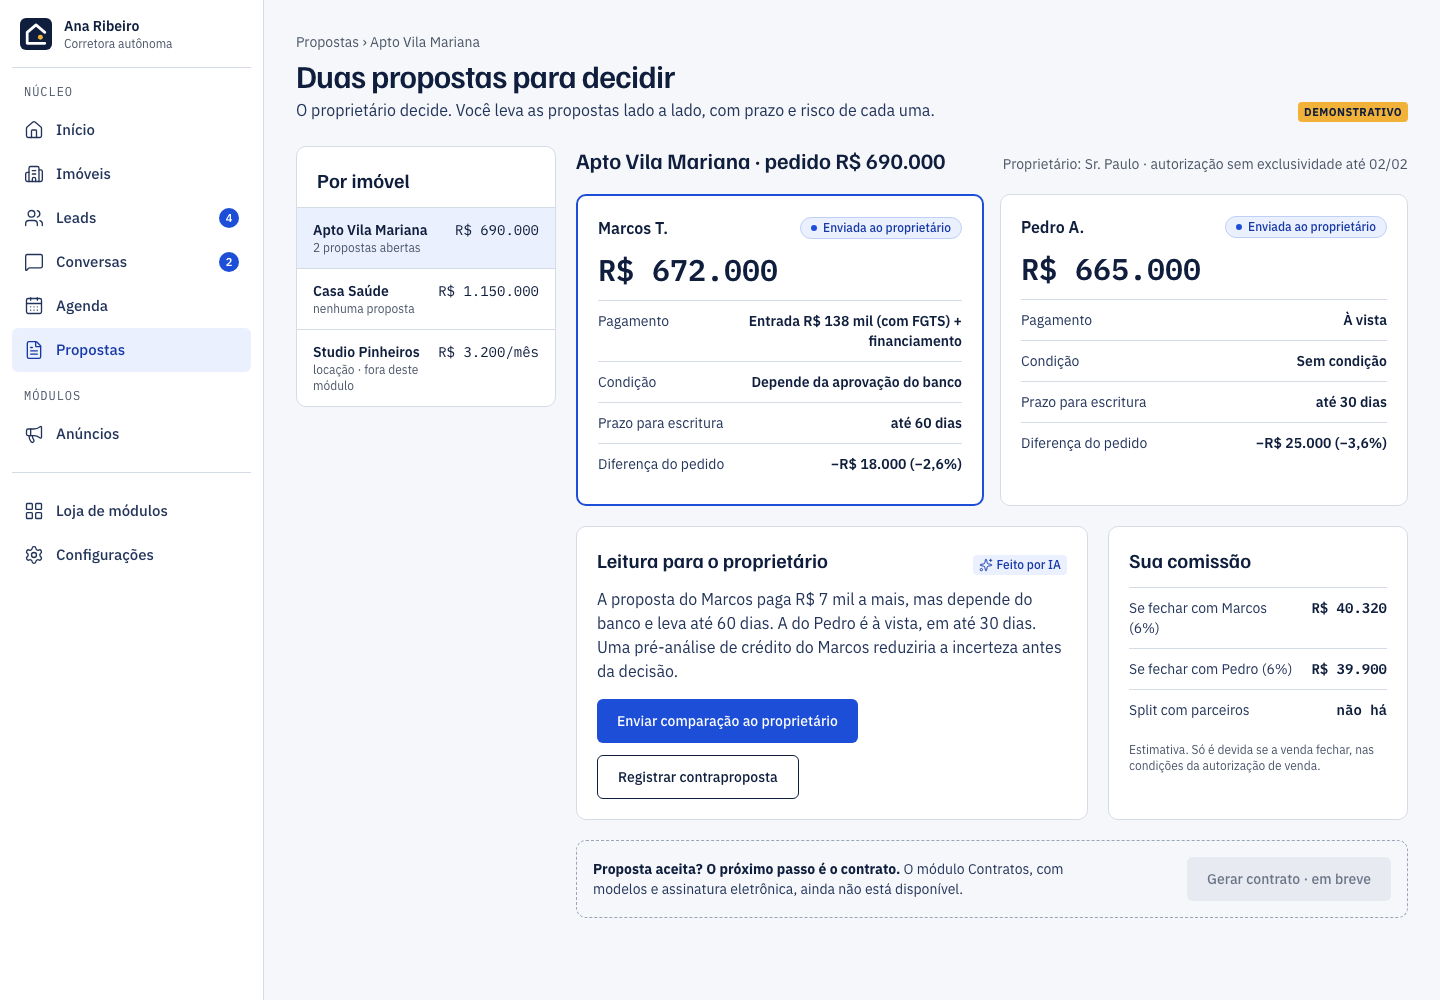 Ana Ribeiro
Corretora autônoma
NÚCLEO
Início
Imóveis
Leads 4
Conversas 2
Agenda
Propostas
MÓDULOS
Anúncios
Loja de módulos
Configurações
Propostas › Apto Vila Mariana
Duas propostas para decidir
O proprietário decide. Você leva as propostas lado a lado, com prazo e risco de cada uma.
DEMONSTRATIVO
Por imóvel
Apto Vila Mariana R$ 690.000
2 propostas abertas
Casa Saúde R$ 1.150.000
nenhuma proposta
Studio Pinheiros R$ 3.200/mês
locação · fora deste
módulo
Apto Vila Mariana · pedido R$ 690.000
Proprietário: Sr. Paulo · autorização sem exclusividade até 02/02
Marcos T. Enviada ao proprietário
R$ 672.000
Pagamento Entrada R$ 138 mil (com FGTS) +
financiamento
Condição Depende da aprovação do banco
Prazo para escritura até 60 dias
Diferença do pedido −R$ 18.000 (−2,6%)
Pedro A. Enviada ao proprietário
R$ 665.000
Pagamento À vista
Condição Sem condição
Prazo para escritura até 30 dias
Diferença do pedido −R$ 25.000 (−3,6%)
Leitura para o proprietário Feito por IA
A proposta do Marcos paga R$ 7 mil a mais, mas depende do
banco e leva até 60 dias. A do Pedro é à vista, em até 30 dias.
Uma pré-análise de crédito do Marcos reduziria a incerteza antes
da decisão.
Enviar comparação ao proprietário
Registrar contraproposta
Sua comissão
Se fechar com Marcos R$ 40.320
(6%)
Se fechar com Pedro (6%) R$ 39.900
Split com parceiros não há
Estimativa. Só é devida se a venda fechar, nas
condições da autorização de venda.
Proposta aceita? O próximo passo é o contrato. O módulo Contratos, com
modelos e assinatura eletrônica, ainda não está disponível.
Gerar contrato · em breve